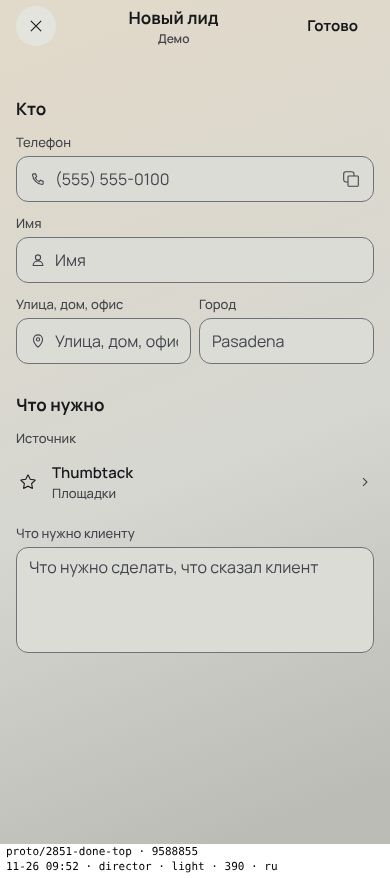 Новый лид
Демо
Готово
Кто
Телефон
(555) 555-0100
Имя
Имя
Улица, дом, офис
Город
Улица, дом, офис
Pasadena
Что нужно
Источник
Thumbtack
Площадки
Что нужно клиенту
Что нужно сделать, что сказал клиент
proto/2851-done-top · 9588855
11-26 09:52 · director · light · 390 · ru